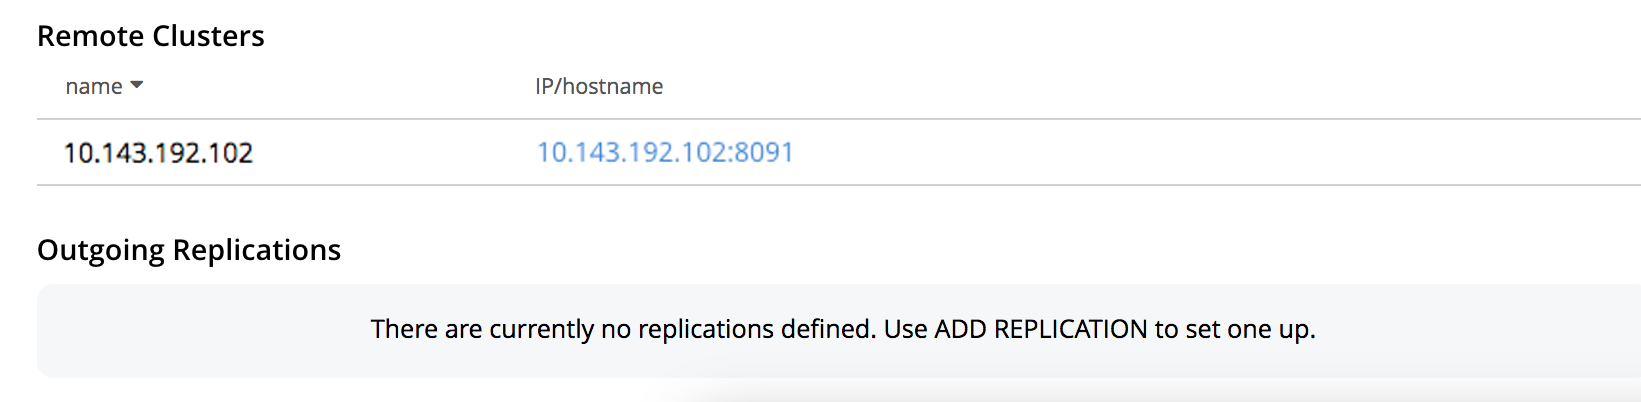 Remote Clusters
name IP/hostname
10.143.192.102 10.143.192.102:8091
Outgoing Replications
There are currently no replications defined. Use ADD REPLICATION to set one up.